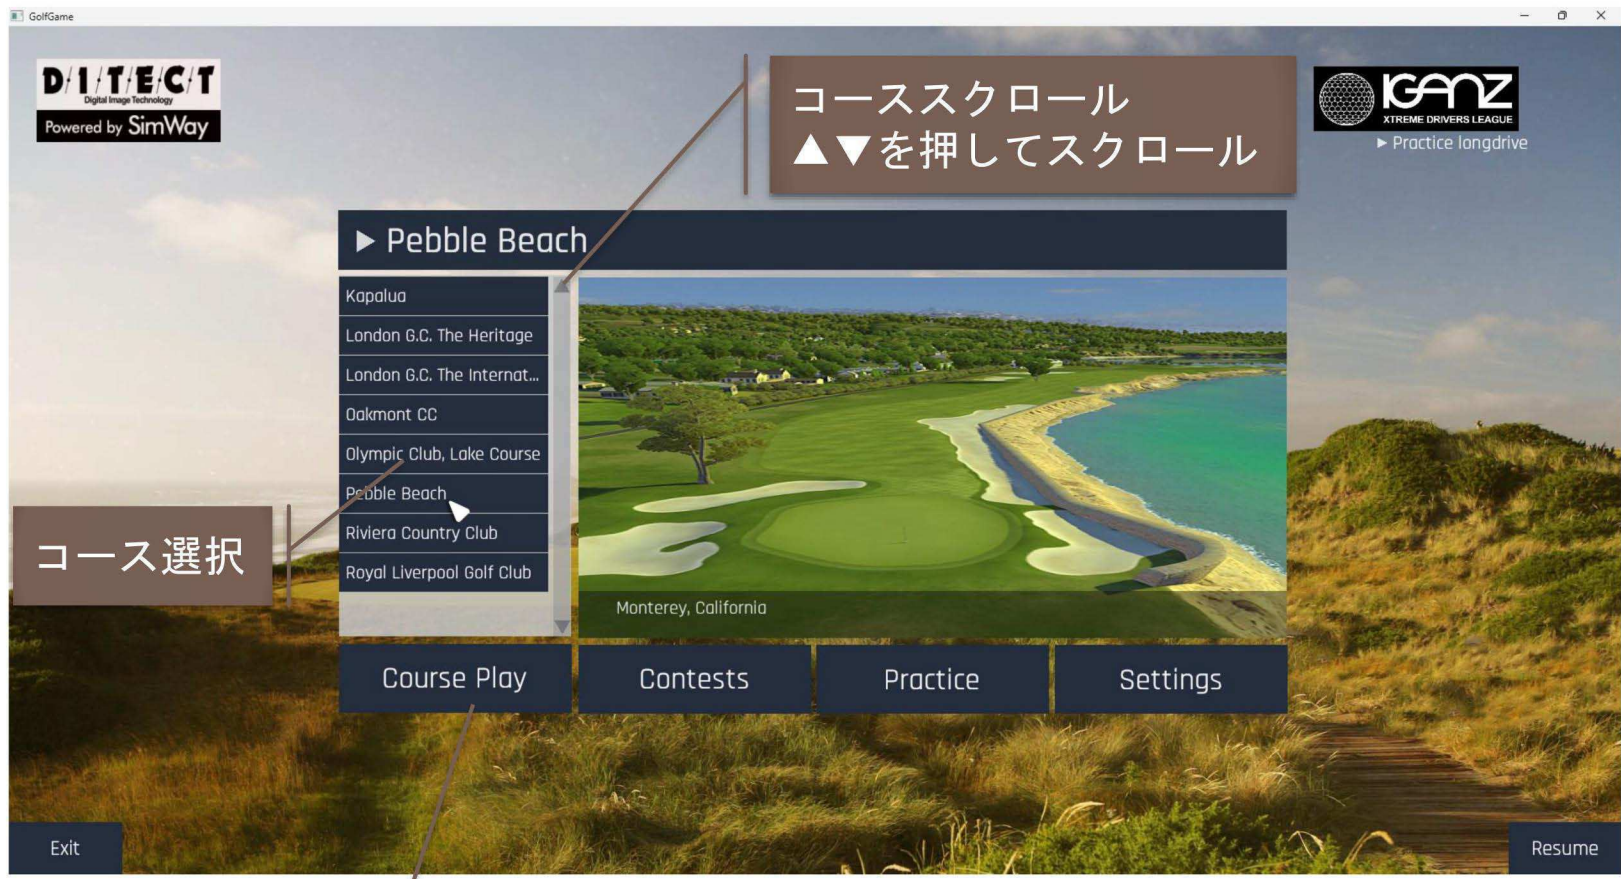 GolfGame
D/I/T/E/C/T
Digital Image Technology
Powered by SimWay
コーススクロール
▲▼を押してスクロール
IGANZ
XTREME DRIVERS LEAGUE
▶ Practice longdrive
▶ Pebble Beach
Kapalua
London G.C. The Heritage
London G.C. The Internat...
Oakmont CC
Olympic Club, Lake Course
Pebble Beach
Riviera Country Club
Royal Liverpool Golf Club
コース選択
Monterey, California
Course Play
Contests
Practice
Settings
Exit
Resume